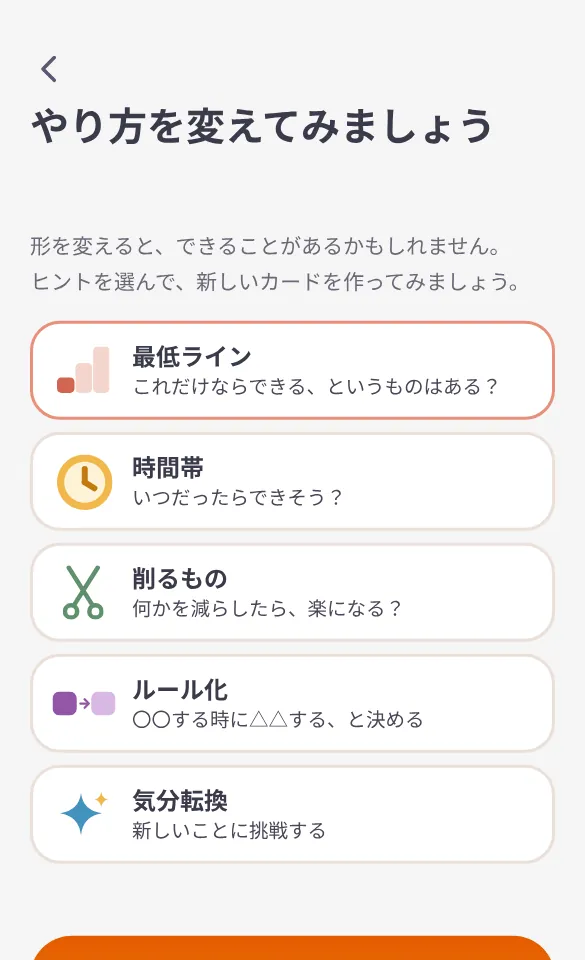 やり方を変えてみましょう
形を変えると、できることがあるかもしれません。
ヒントを選んで、新しいカードを作ってみましょう。
最低ライン
これだけならできる、というものはある？
時間帯
いつだったらできそう？
削るもの
何かを減らしたら、楽になる？
ルール化
〇〇する時に△△する、と決める
気分転換
新しいことに挑戦する